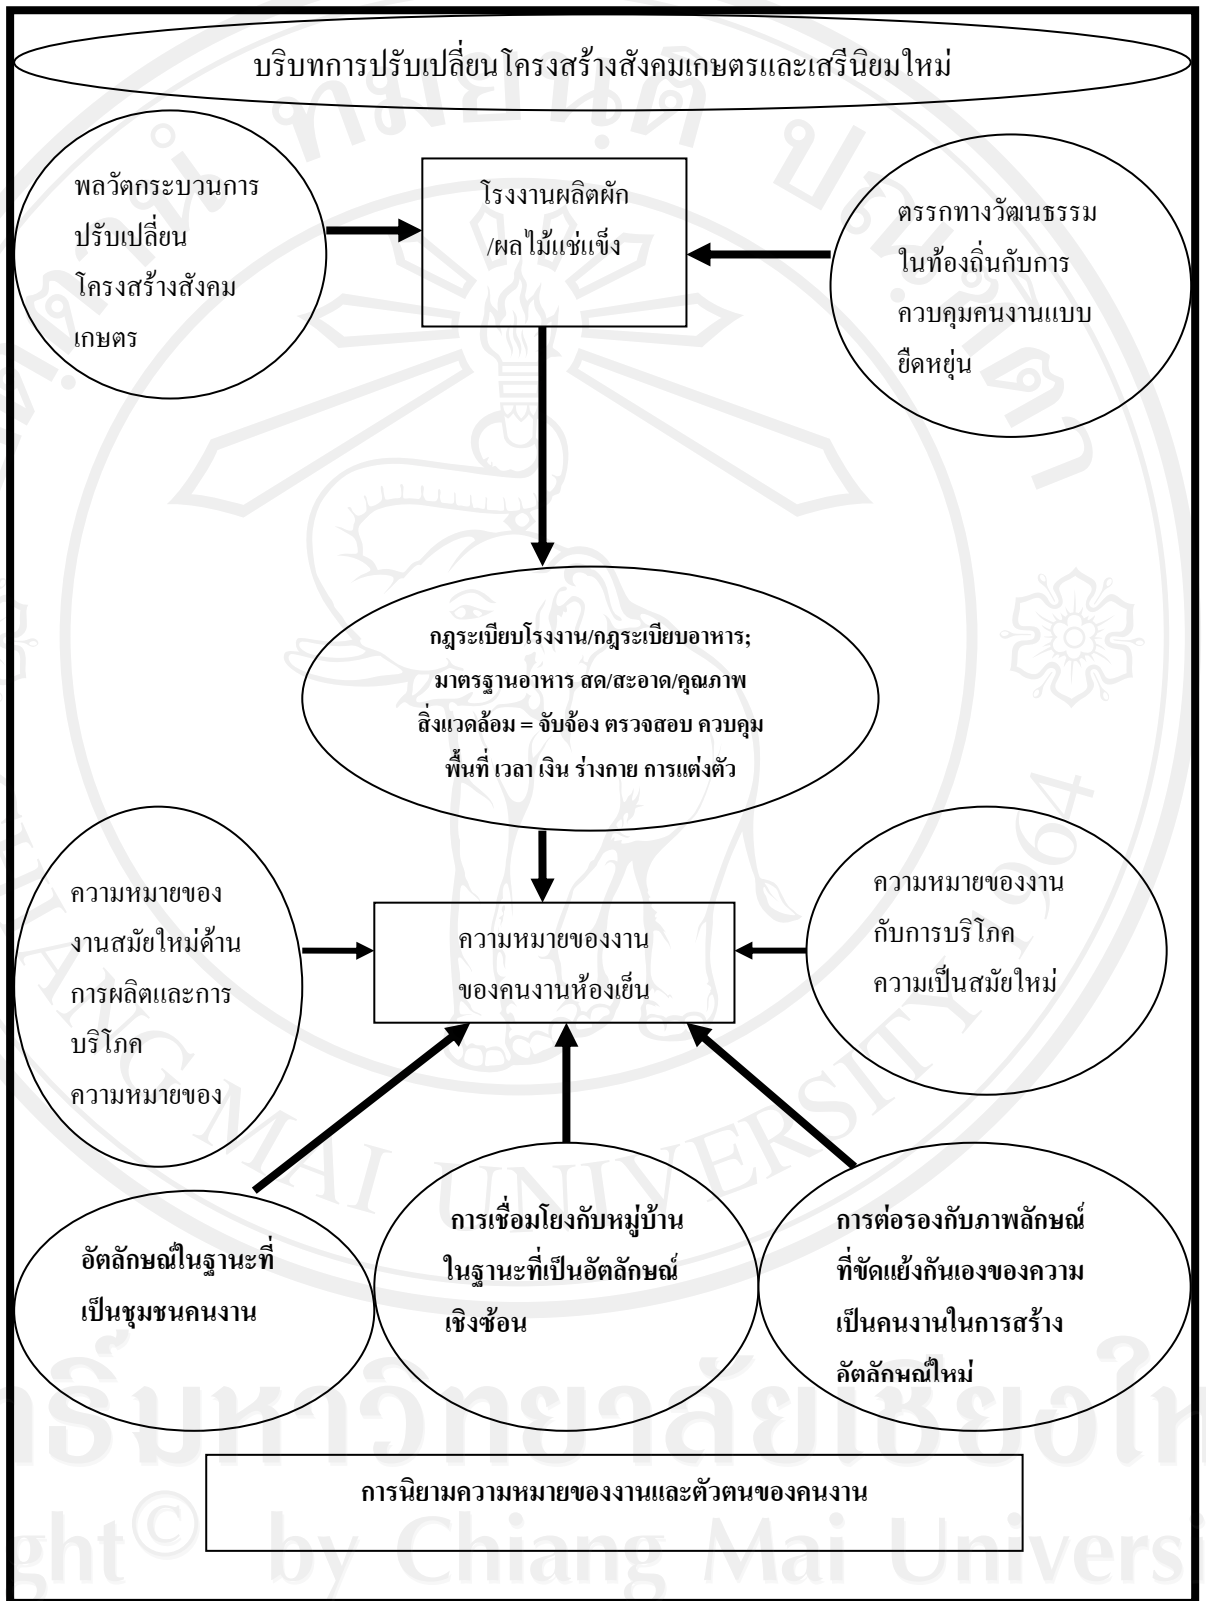 บริบทการปรับเปลี่ยนโครงสร้างสังคมเกษตรและเสรีนิยมใหม่
พลวัตกระบวนการ
ปรับเปลี่ยน
โครงสร้างสังคม
เกษตร
โรงงานผลิตผัก
/ผลไม้แช่แข็ง
ตรรกทางวัฒนธรรม
ในท้องถิ่นกับการ
ควบคุมคนงานแบบ
ยืดหยุ่น
กฎระเบียบโรงงาน/กฎระเบียบอาหาร;
มาตรฐานอาหาร สด/สะอาด/คุณภาพ
สิ่งแวดล้อม = จับจ้อง ตรวจสอบ ควบคุม
พื้นที่ เวลา เงิน ร่างกาย การแต่งตัว
ความหมายของ
งานสมัยใหม่ด้าน
การผลิตและการ
บริโภค
ความหมายของ
ความหมายของงาน
ของคนงานห้องเย็น
ความหมายของงาน
กับการบริโภค
ความเป็นสมัยใหม่
อัตลักษณ์ในฐานะที่
เป็นชุมชนคนงาน
การเชื่อมโยงกับหมู่บ้าน
ในฐานะที่เป็นอัตลักษณ์
เชิงซ้อน
การต่อรองกับภาพลักษณ์
ที่ขัดแย้งกันเองของความ
เป็นคนงานในการสร้าง
อัตลักษณ์ใหม่
การนิยามความหมายของงานและตัวตนของคนงาน
CHIANG MAI UNIVERSITY 1964
มหาวิทยาลัยเชียงให
ght © by Chiang Mai Universi